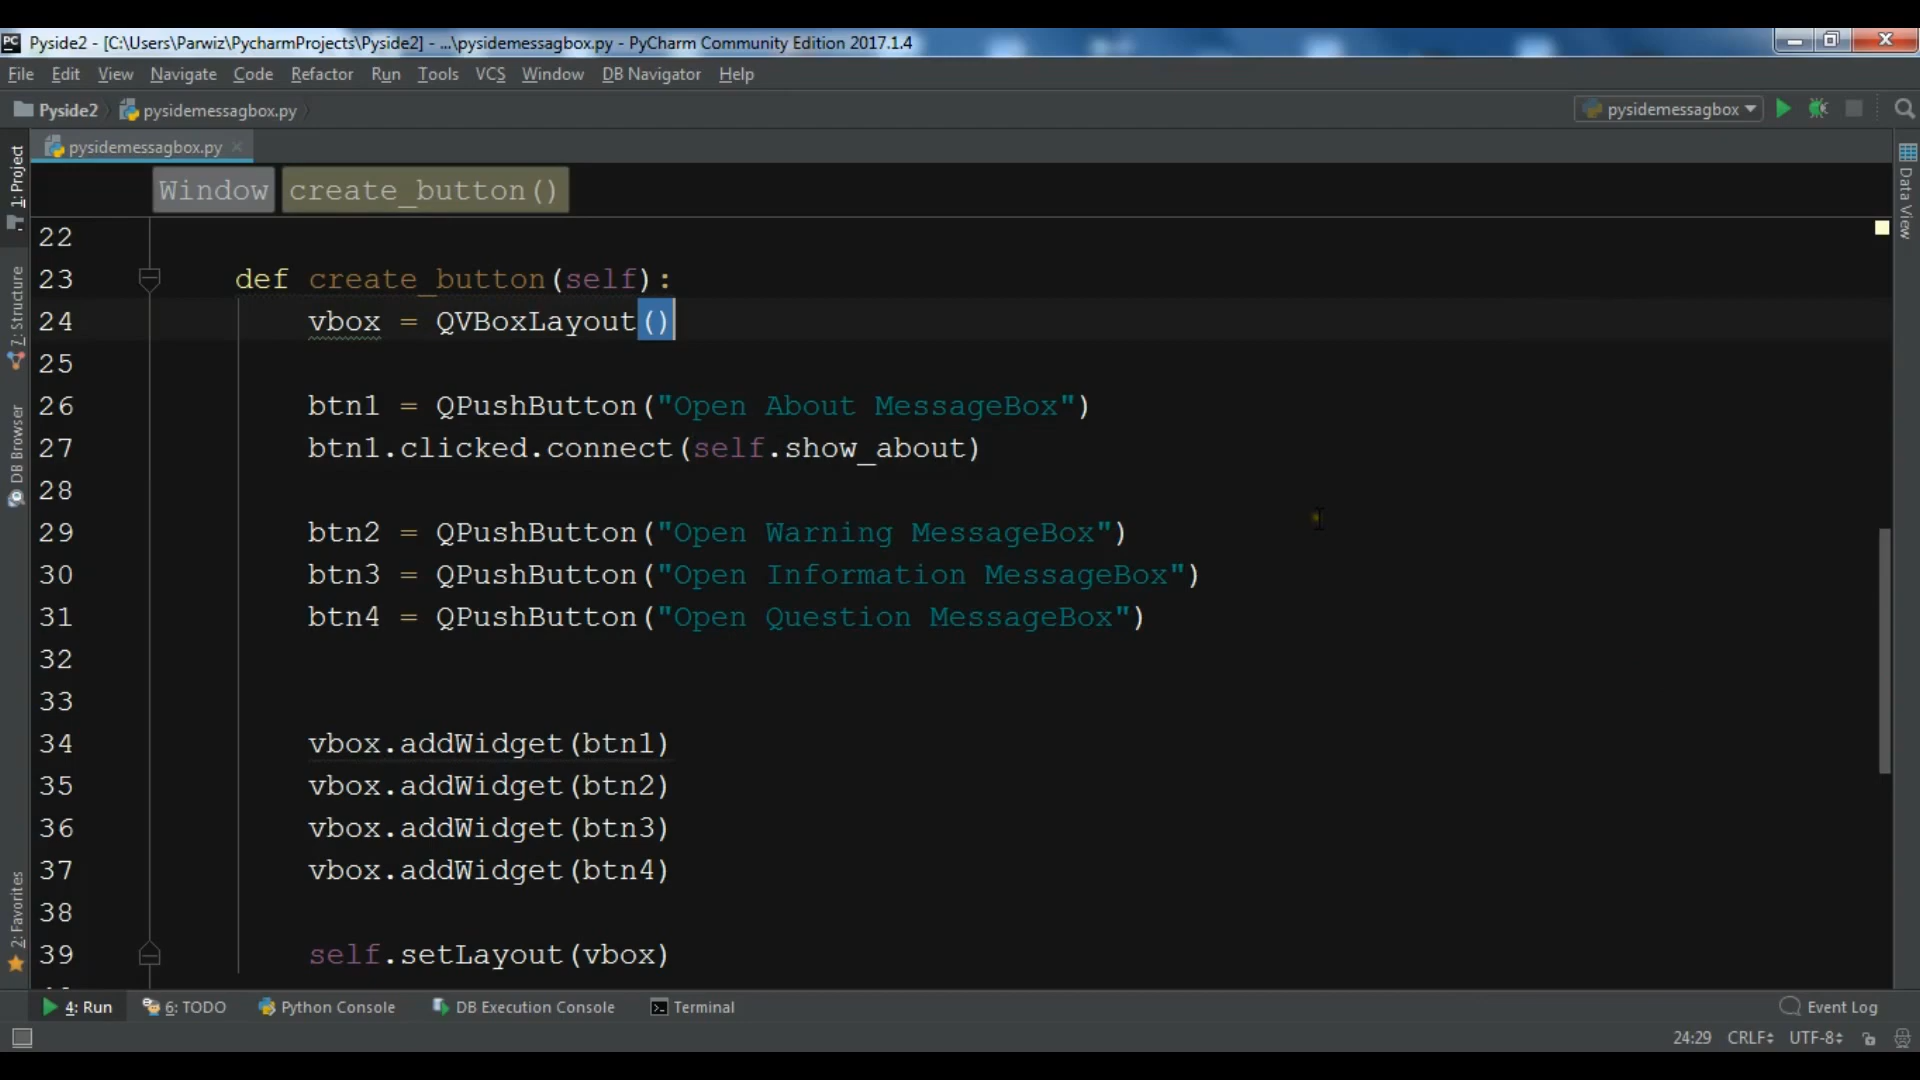 Pyside2 - [C:\Users\Parwiz\PycharmProjects\Pyside2] - ...\pysidemessagbox.py - PyCharm Community Edition 2017.1.4
File Edit View Navigate Code Refactor Run Tools VCS Window DB Navigator Help
Pyside2 pysidemessagbox.py pysidemessagbox
pysidemessagbox.py
Window create_button()
1: Project
7: Structure
DB Browser
2: Favorites
Data View
22
23 def create_button(self):
24 vbox = QVBoxLayout()
25
26 btn1 = QPushButton("Open About MessageBox")
27 btn1.clicked.connect(self.show_about)
28
29 btn2 = QPushButton("Open Warning MessageBox")
30 btn3 = QPushButton("Open Information MessageBox")
31 btn4 = QPushButton("Open Question MessageBox")
32
33
34 vbox.addWidget(btn1)
35 vbox.addWidget(btn2)
36 vbox.addWidget(btn3)
37 vbox.addWidget(btn4)
38
39 self.setLayout(vbox)
4: Run 6: TODO Python Console DB Execution Console Terminal Event Log
24:29 CRLF UTF-8